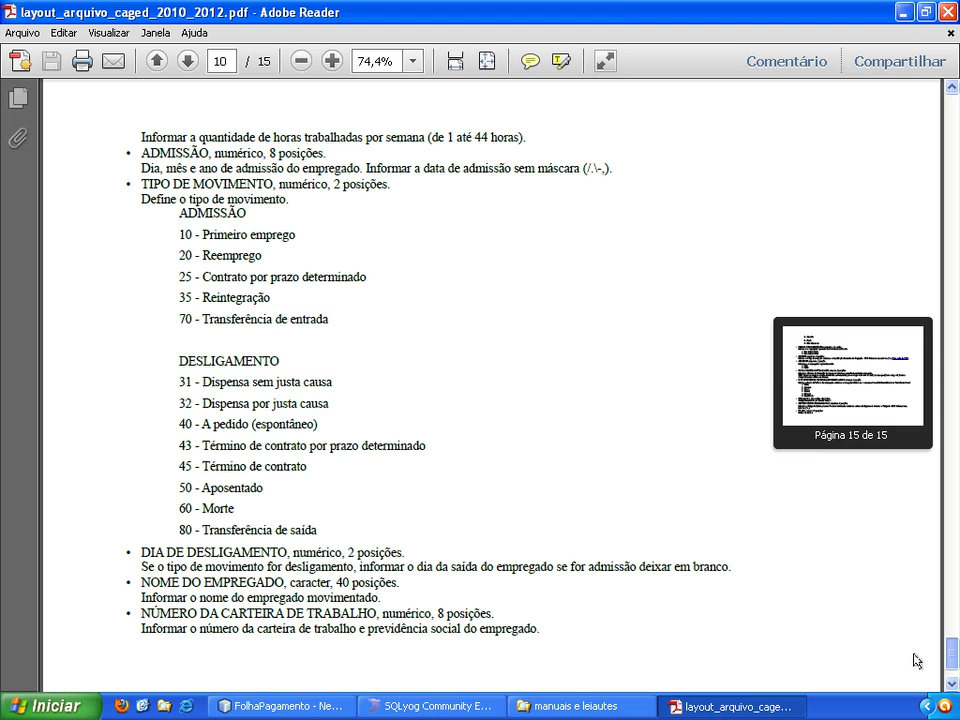 layout_arquivo_caged_2010_2012.pdf - Adobe Reader
Arquivo Editar Visualizar Janela Ajuda
10 / 15 74,4% Comentário Compartilhar
Informar a quantidade de horas trabalhadas por semana (de 1 até 44 horas).
• ADMISSÃO, numérico, 8 posições.
Dia, mês e ano de admissão do empregado. Informar a data de admissão sem máscara (/.\-,).
• TIPO DE MOVIMENTO, numérico, 2 posições.
Define o tipo de movimento.
ADMISSÃO
10 - Primeiro emprego
20 - Reemprego
25 - Contrato por prazo determinado
35 - Reintegração
70 - Transferência de entrada
DESLIGAMENTO
31 - Dispensa sem justa causa
32 - Dispensa por justa causa
40 - A pedido (espontâneo)
43 - Término de contrato por prazo determinado
45 - Término de contrato
50 - Aposentado
60 - Morte
80 - Transferência de saída
• DIA DE DESLIGAMENTO, numérico, 2 posições.
Se o tipo de movimento for desligamento, informar o dia da saída do empregado se for admissão deixar em branco.
• NOME DO EMPREGADO, caracter, 40 posições.
Informar o nome do empregado movimentado.
• NÚMERO DA CARTEIRA DE TRABALHO, numérico, 8 posições.
Informar o número da carteira de trabalho e previdência social do empregado.
Página 15 de 15
Iniciar FolhaPagamento - Ne... SQLyog Community E... manuais e leiautes layout_arquivo_cage...